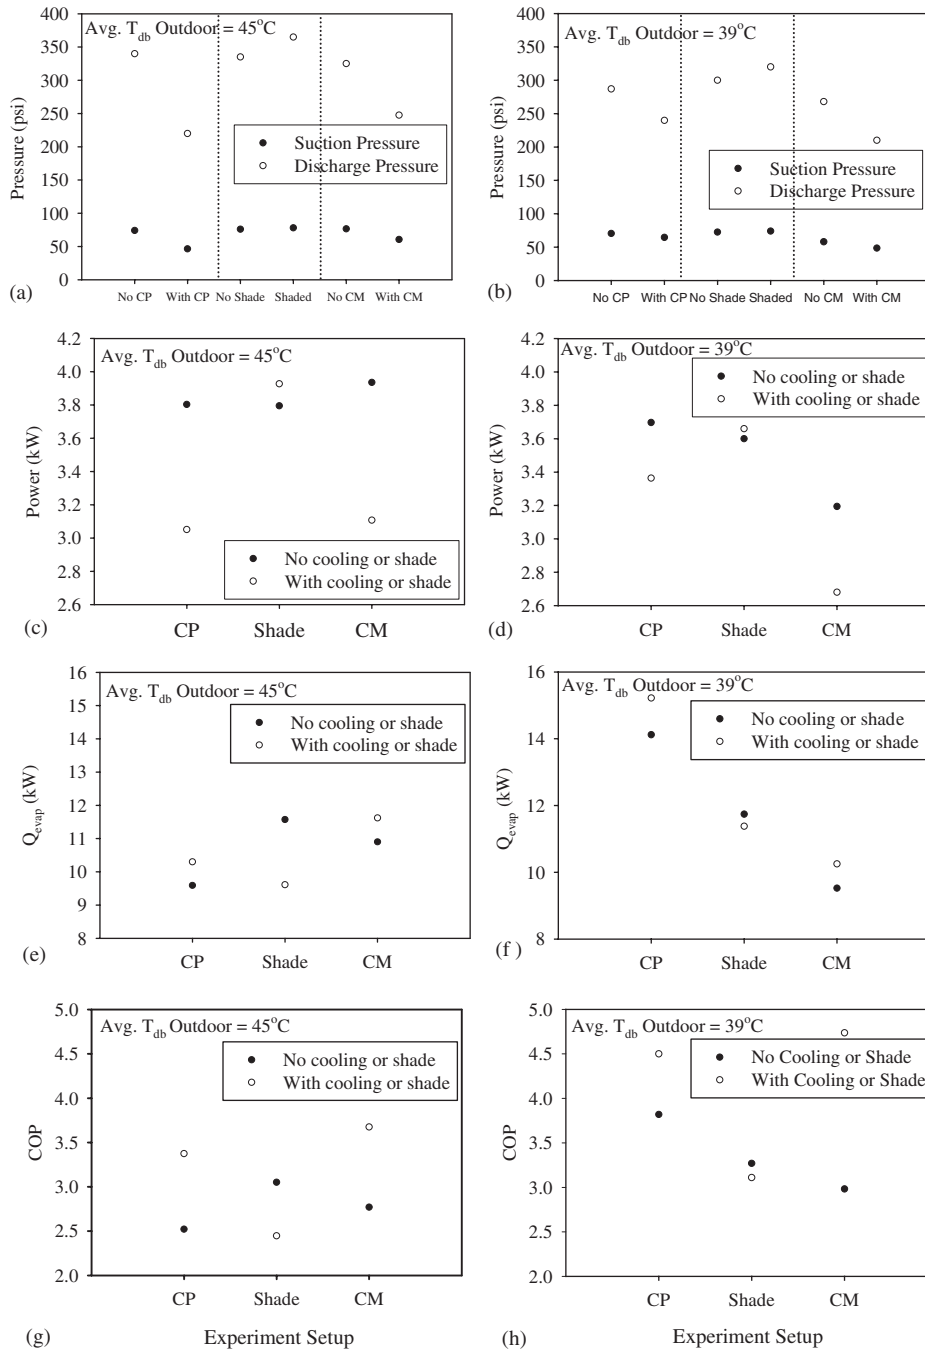 400
350
300
250
200
150
100
50
0
Pressure (psi)
Avg. Tdb Outdoor = 45°C
Suction Pressure
Discharge Pressure
No CP With CP No Shade Shaded No CM With CM
(a)
400
350
300
250
200
150
100
50
0
Pressure (psi)
Avg. Tdb Outdoor = 39°C
Suction Pressure
Discharge Pressure
No CP With CP No Shade Shaded No CM With CM
(b)
4.2
4.0
3.8
3.6
3.4
3.2
3.0
2.8
2.6
Power (kW)
Avg. Tdb Outdoor = 45°C
No cooling or shade
With cooling or shade
CP Shade CM
(c)
4.2
4.0
3.8
3.6
3.4
3.2
3.0
2.8
2.6
Power (kW)
Avg. Tdb Outdoor = 39°C
No cooling or shade
With cooling or shade
CP Shade CM
(d)
16
15
14
13
12
11
10
9
8
Qevap (kW)
Avg. Tdb Outdoor = 45°C
No cooling or shade
With cooling or shade
CP Shade CM
(e)
16
14
12
10
8
Qevap (kW)
Avg. Tdb Outdoor = 39°C
No cooling or shade
With cooling or shade
CP Shade CM
(f )
5.0
4.5
4.0
3.5
3.0
2.5
2.0
COP
Avg. Tdb Outdoor = 45°C
No cooling or shade
With cooling or shade
CP Shade CM
(g) Experiment Setup
5.0
4.5
4.0
3.5
3.0
2.5
2.0
COP
Avg. Tdb Outdoor = 39°C
No Cooling or Shade
With Cooling or Shade
CP Shade CM
(h) Experiment Setup